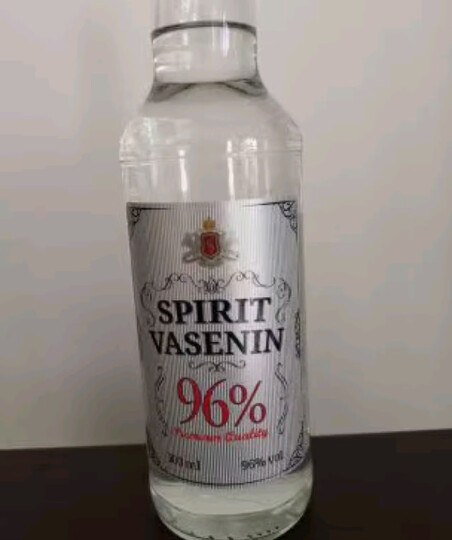 SPIRIT
VASENIN
96%
Premium Quality
96% vol